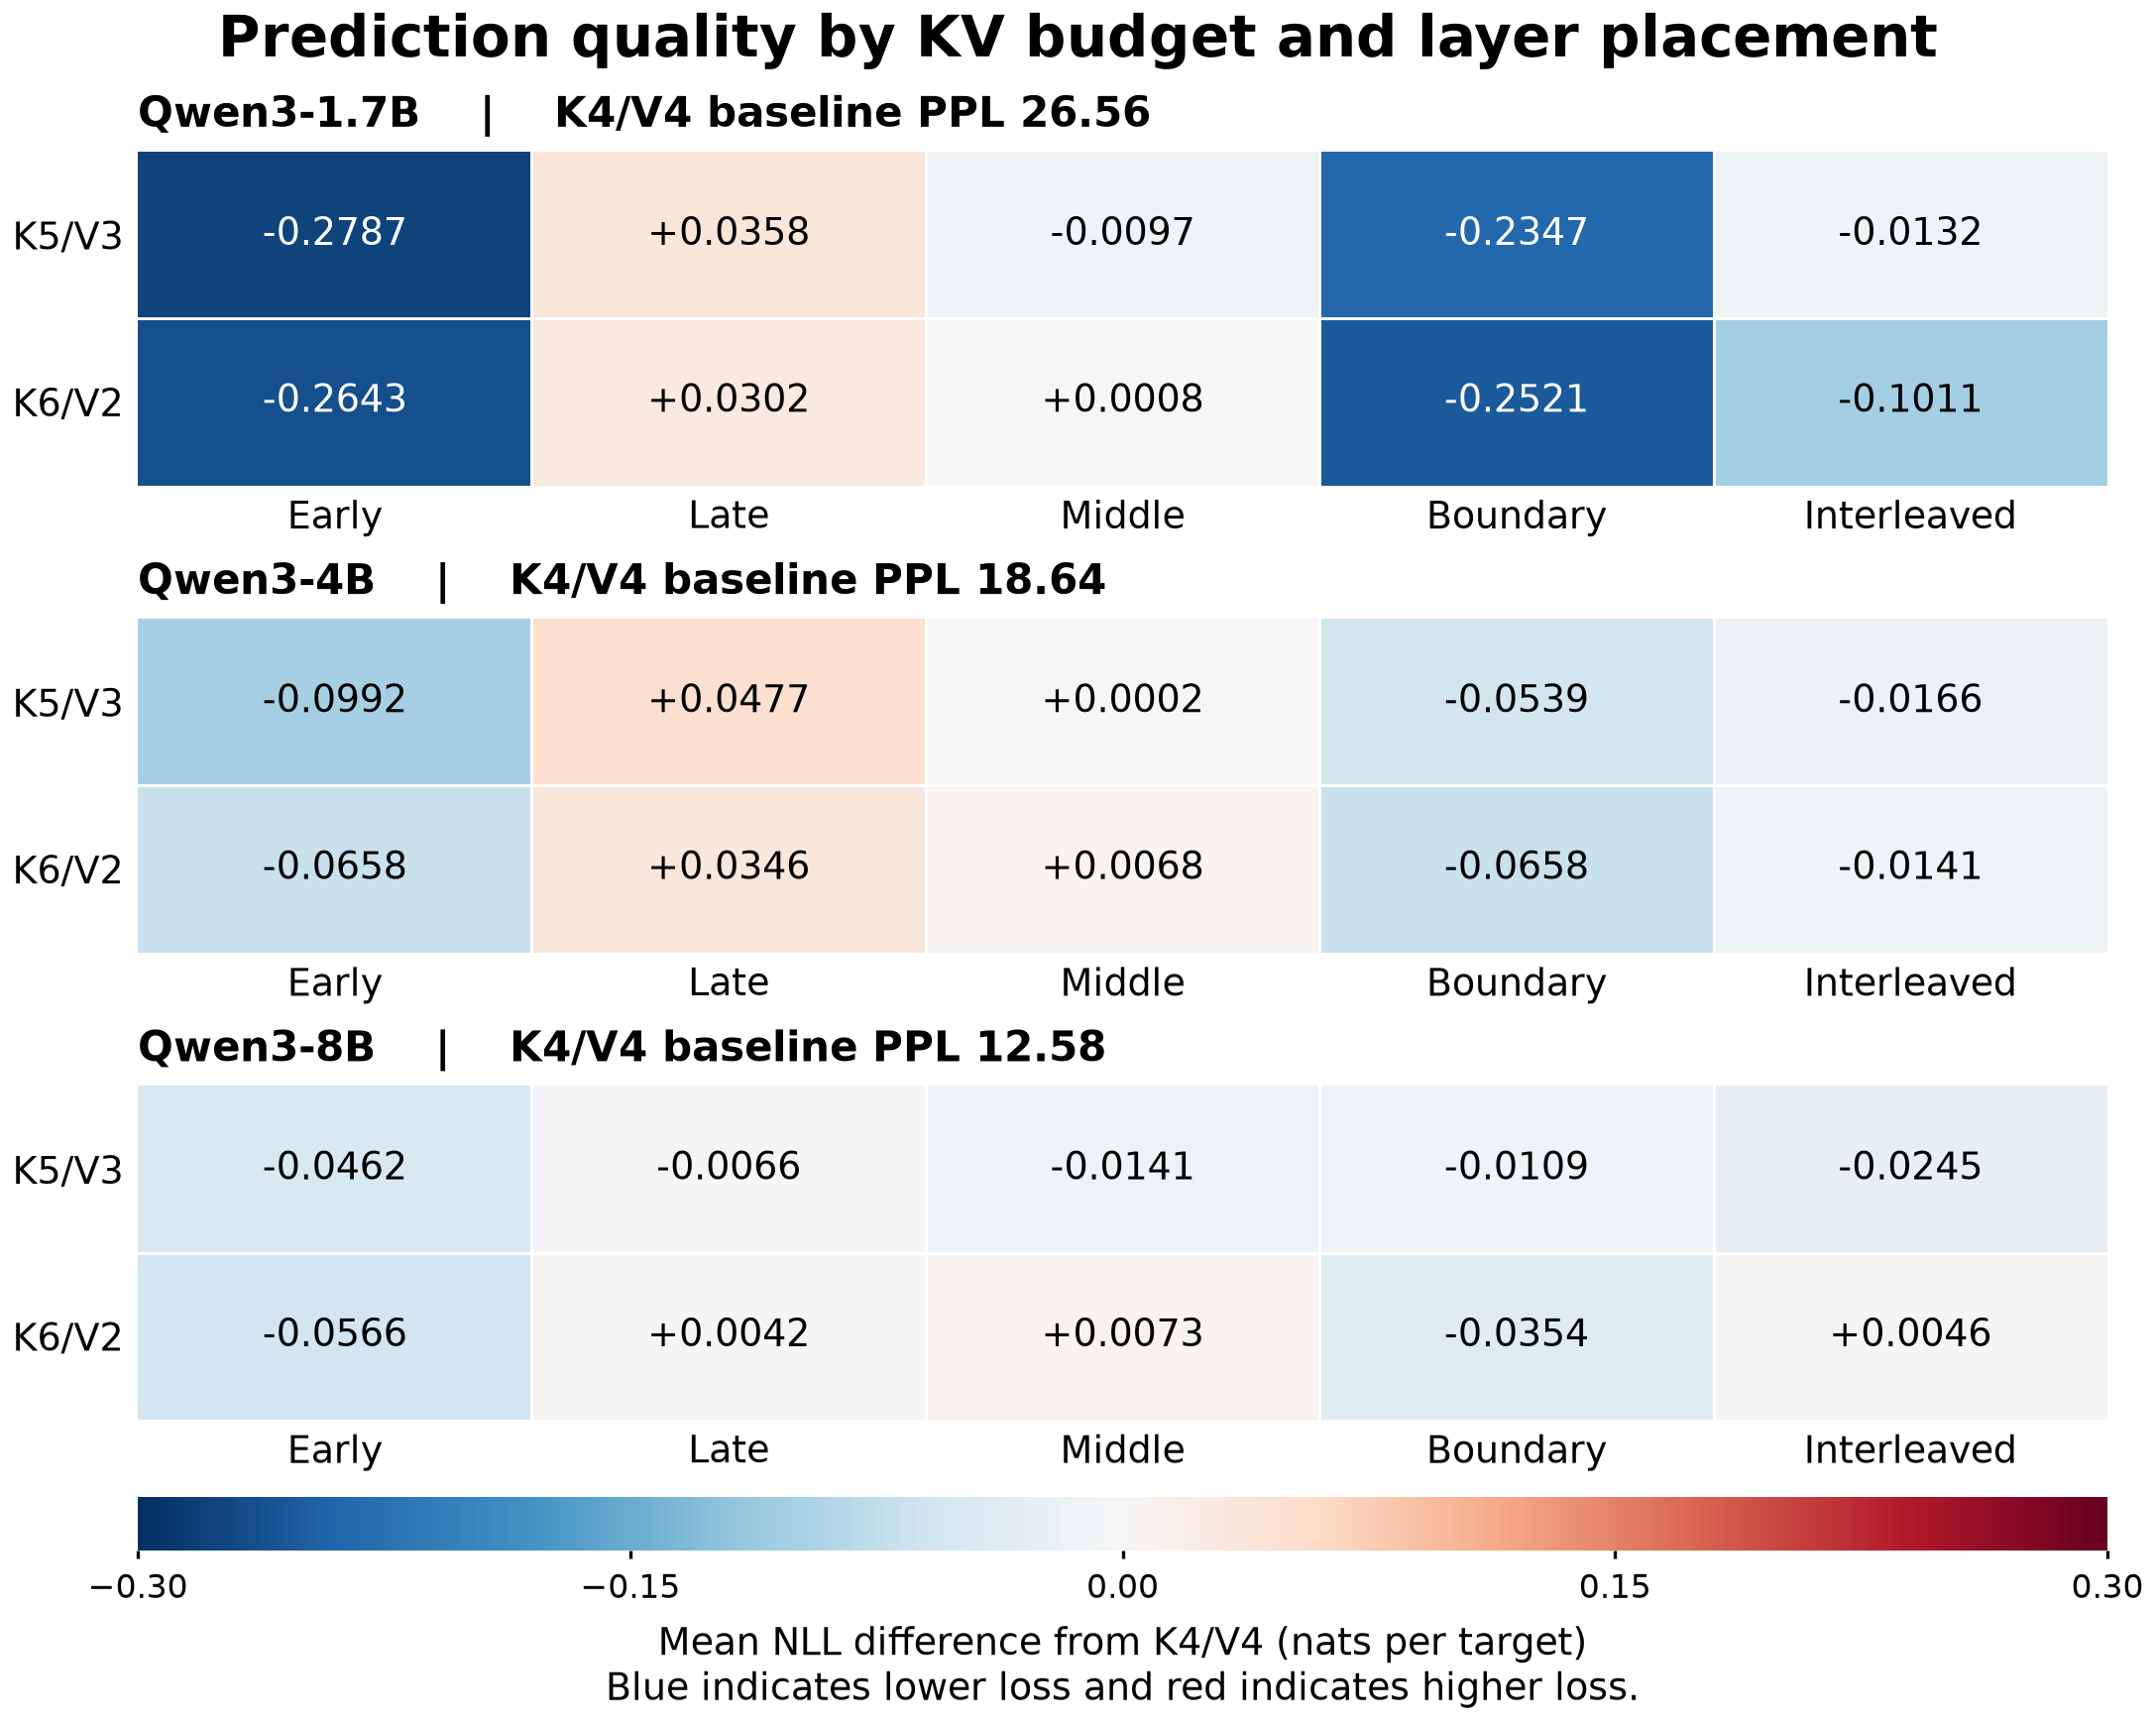 Prediction quality by KV budget and layer placement
Qwen3-1.7B | K4/V4 baseline PPL 26.56
K5/V3 -0.2787 +0.0358 -0.0097 -0.2347 -0.0132
K6/V2 -0.2643 +0.0302 +0.0008 -0.2521 -0.1011
Early Late Middle Boundary Interleaved
Qwen3-4B | K4/V4 baseline PPL 18.64
K5/V3 -0.0992 +0.0477 +0.0002 -0.0539 -0.0166
K6/V2 -0.0658 +0.0346 +0.0068 -0.0658 -0.0141
Early Late Middle Boundary Interleaved
Qwen3-8B | K4/V4 baseline PPL 12.58
K5/V3 -0.0462 -0.0066 -0.0141 -0.0109 -0.0245
K6/V2 -0.0566 +0.0042 +0.0073 -0.0354 +0.0046
Early Late Middle Boundary Interleaved
−0.30 −0.15 0.00 0.15 0.30
Mean NLL difference from K4/V4 (nats per target)
Blue indicates lower loss and red indicates higher loss.